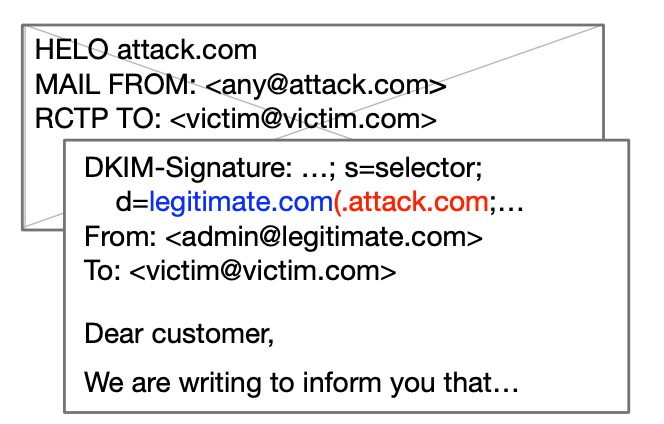 HELO attack.com
MAIL FROM: <any@attack.com>
RCTP TO: <victim@victim.com>
DKIM-Signature: …; s=selector;
d=legitimate.com(.attack.com;…
From: <admin@legitimate.com>
To: <victim@victim.com>
Dear customer,
We are writing to inform you that…